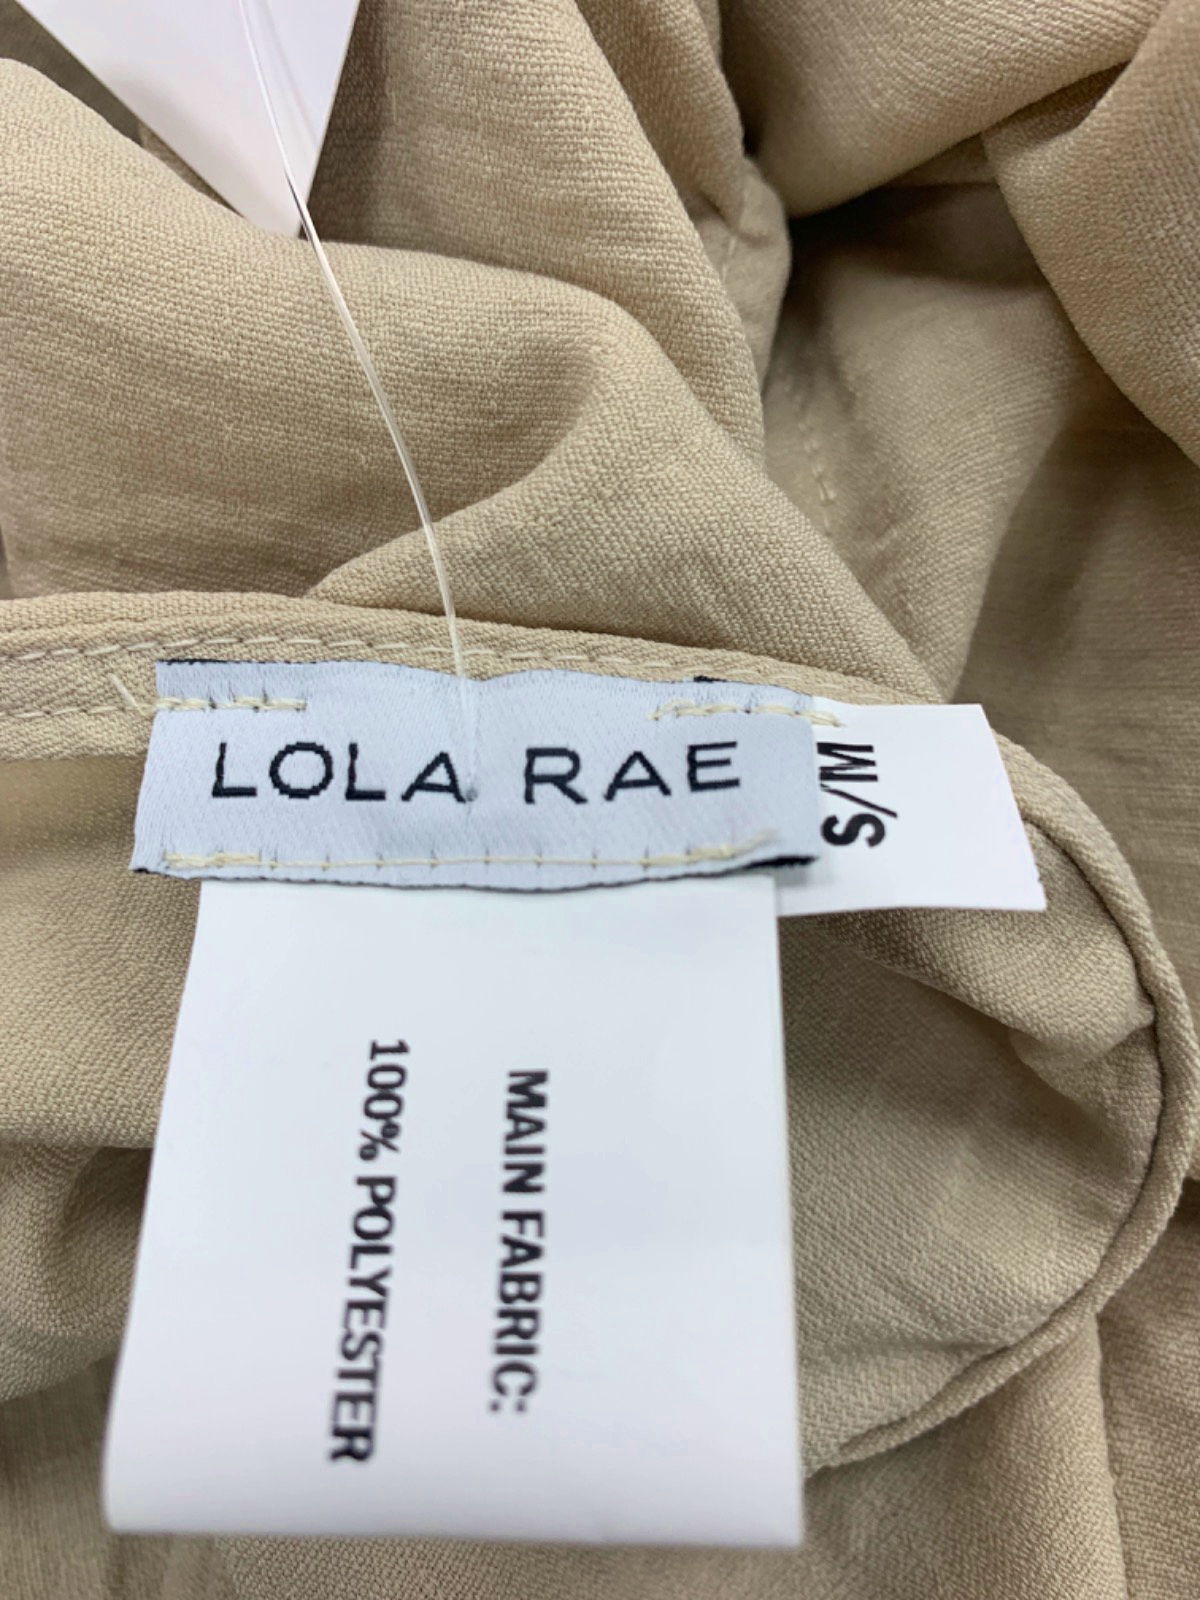 LOLA RAE
S/M
MAIN FABRIC:
100% POLYESTER